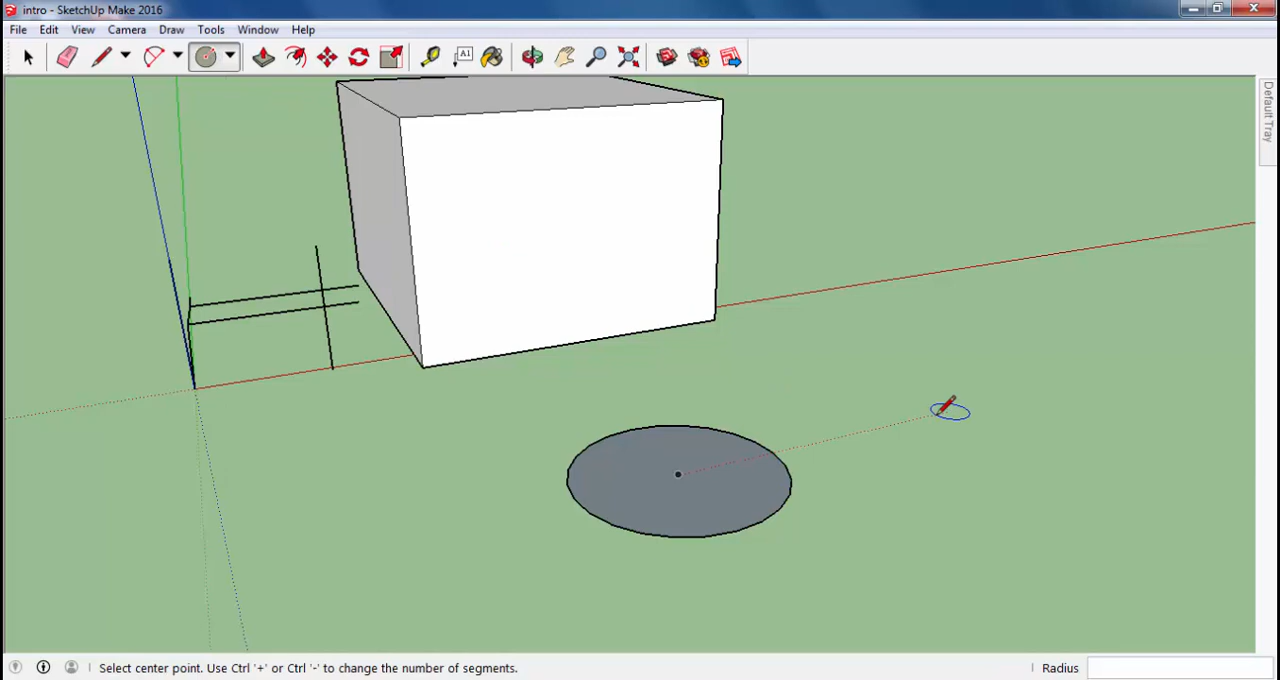 intro - SketchUp Make 2016
File Edit View Camera Draw Tools Window Help
A1
Default Tray
Select center point. Use Ctrl '+' or Ctrl '-' to change the number of segments.
Radius